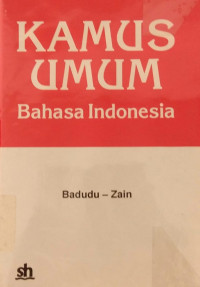 KAMUS
UMUM
Bahasa Indonesia
Badudu – Zain
sh